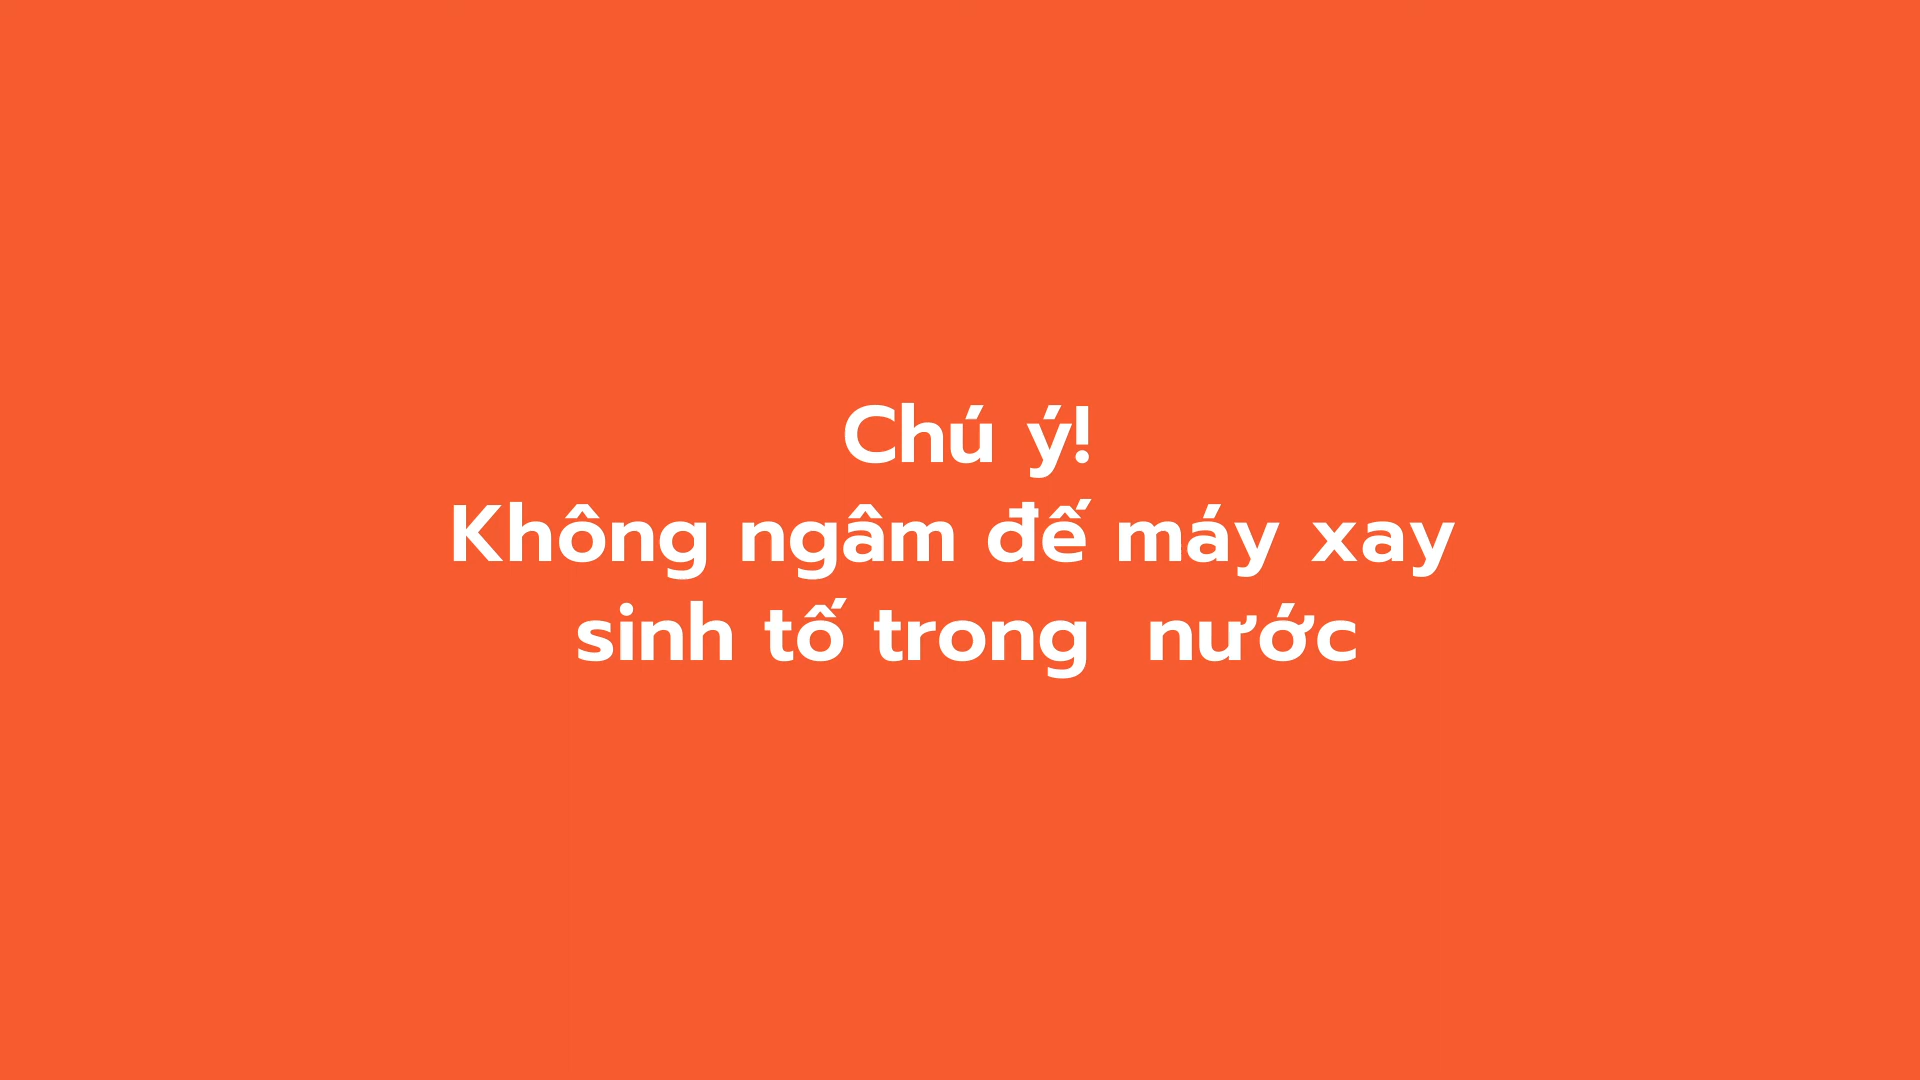 Chú ý!
Không ngâm đế máy xay
sinh tố trong  nước